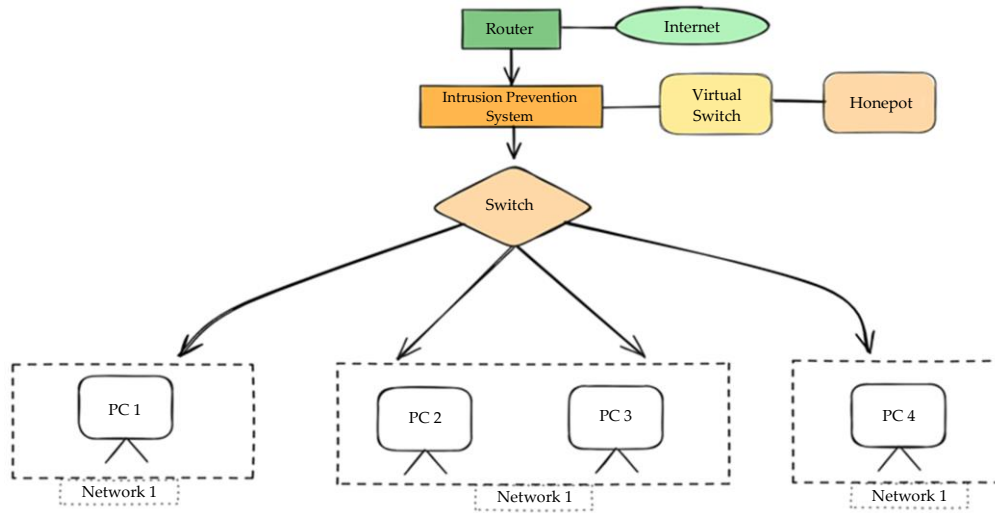 Router
Internet
Intrusion Prevention
System
Virtual
Switch
Honepot
Switch
PC 1
PC 2
PC 3
PC 4
Network 1
Network 1
Network 1